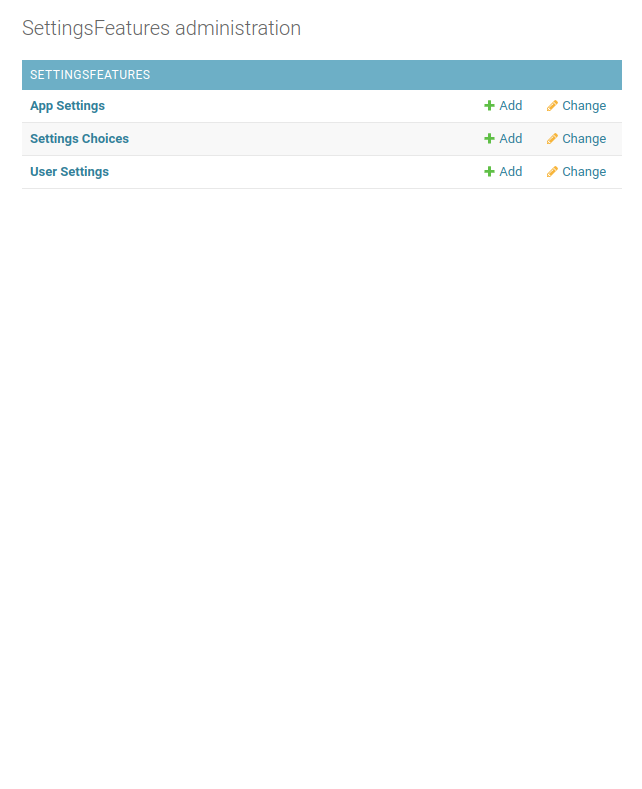 SettingsFeatures administration
SETTINGSFEATURES
App Settings Add Change
Settings Choices Add Change
User Settings Add Change